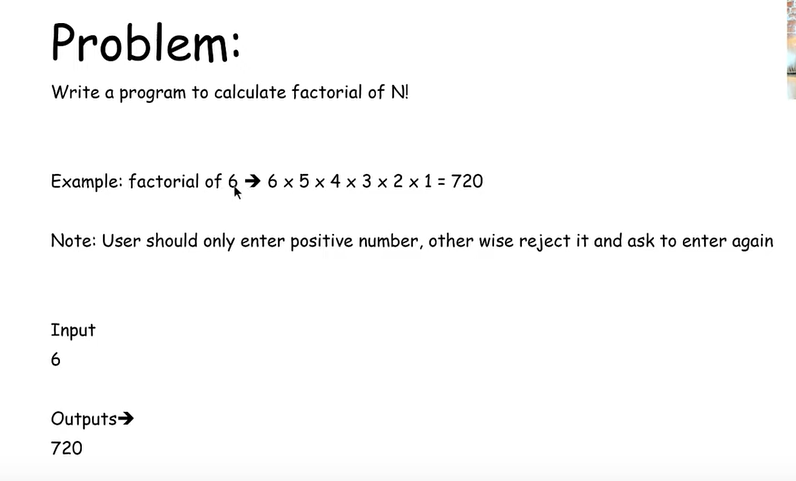 Problem:
Write a program to calculate factorial of N!
Example: factorial of 6 ➔ 6 x 5 x 4 x 3 x 2 x 1 = 720
Note: User should only enter positive number, other wise reject it and ask to enter again
Input
6
Outputs➔
720